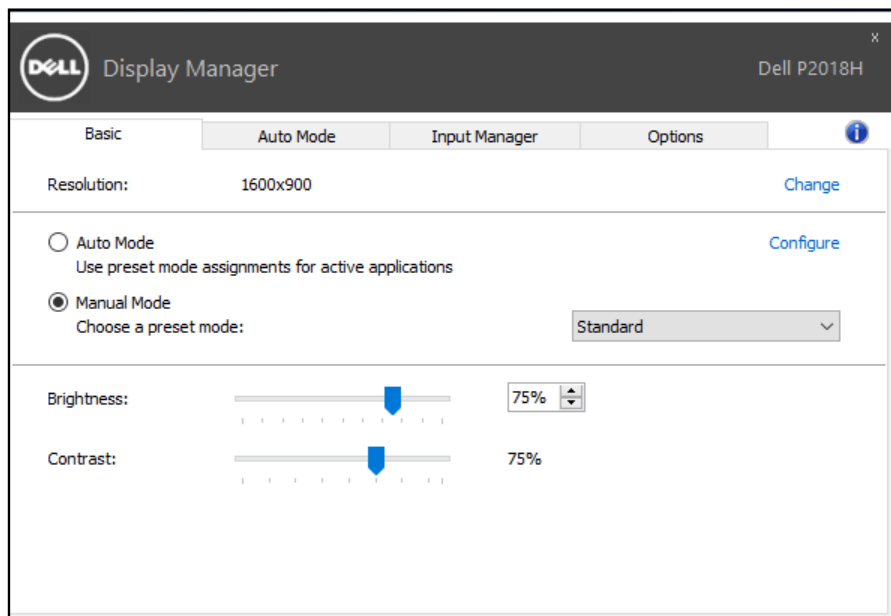 x
DELL Display Manager Dell P2018H
Basic Auto Mode Input Manager Options i
Resolution: 1600x900 Change
Auto Mode Configure
Use preset mode assignments for active applications
Manual Mode
Choose a preset mode: Standard
Brightness: 75%
Contrast: 75%